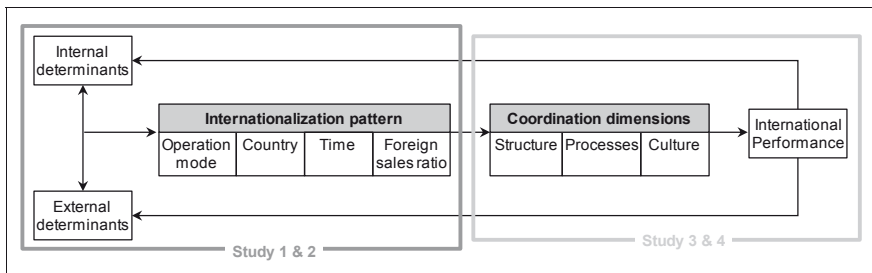 Internal
determinants
Internationalization pattern
Operation
mode
Country
Time
Foreign
sales ratio
Coordination dimensions
Structure
Processes
Culture
International
Performance
External
determinants
Study 1 & 2
Study 3 & 4